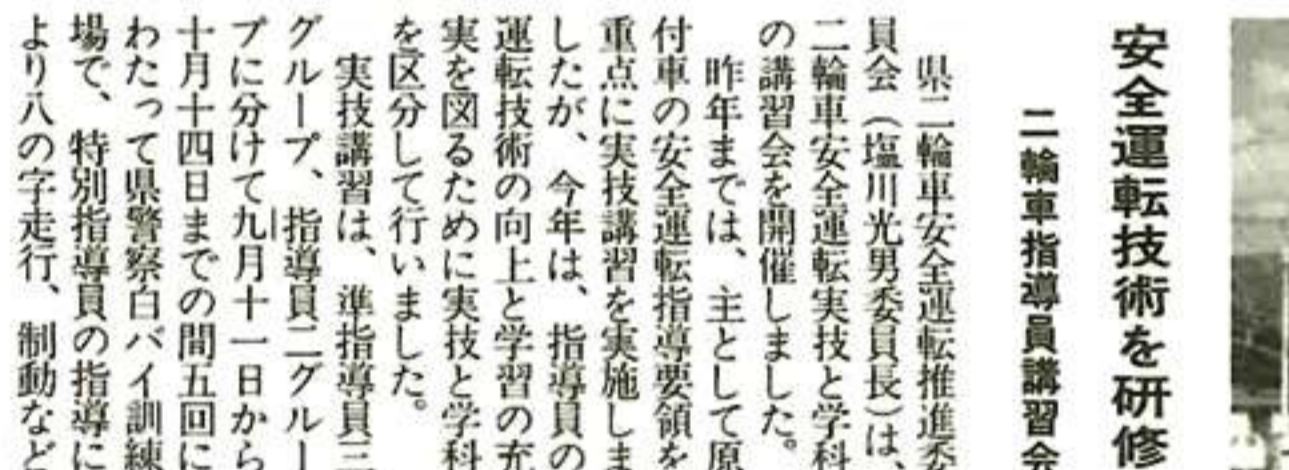 安全運転技術を研修
二輪車指導員講習会
県二輪車安全運転推進委
員会（塩川光男委員長）は、
二輪車安全運転実技と学科
の講習会を開催しました。
昨年までは、主として原
付車の安全運転指導要領を
重点に実技講習を実施しま
したが、今年は、指導員の
運転技術の向上と学習の充
実を図るために実技と学科
を区分して行いました。
実技講習は、準指導員三
グループ、指導員二グルー
プに分けて九月十一日から
十月十四日までの間五回に
わたって県警察白バイ訓練
場で、特別指導員の指導に
より八の字走行、制動など